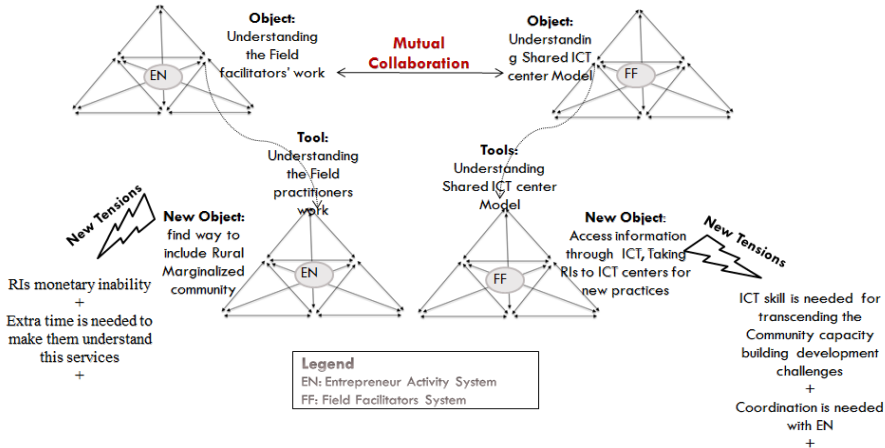 Object:
Understanding
the Field
facilitators' work
EN
Mutual
Collaboration
Object:
Understandin
g Shared ICT
center Model
FF
Tool:
Understanding
the Field
practitioners
work
Tools:
Understanding
Shared ICT center
Model
New Tensions
New Object:
find way to
include Rural
Marginalized
community
EN
FF
New Object:
Access information
through ICT, Taking
RIs to ICT centers for
new practices
New Tensions
RIs monetary inability
+
Extra time is needed to
make them understand
this services
+
ICT skill is needed for
transcending the
Community capacity
building development
challenges
+
Coordination is needed
with EN
+
Legend
EN: Entrepreneur Activity System
FF: Field Facilitators System